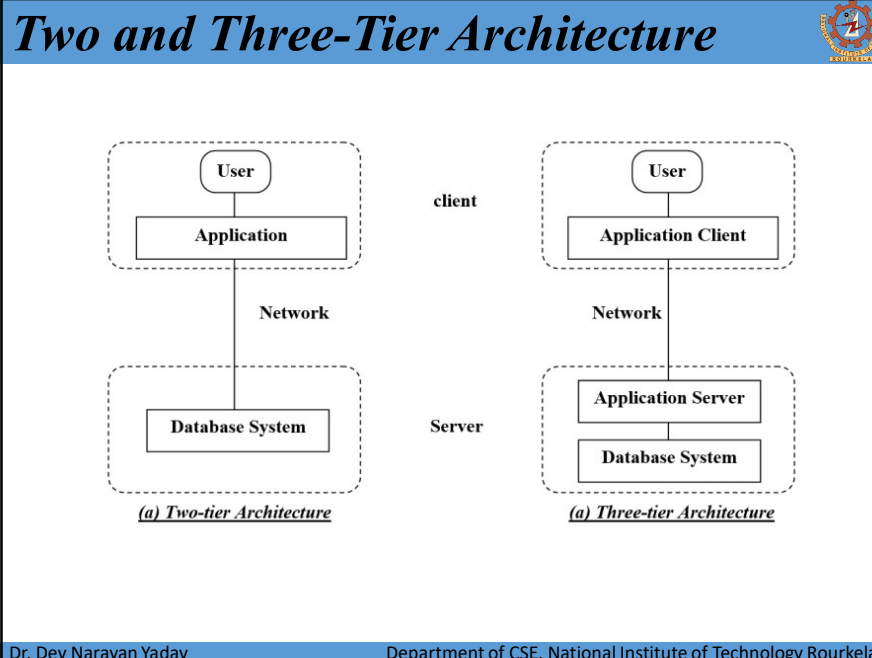 Two and Three-Tier Architecture
ROURKELA
User
Application
Network
Database System
(a) Two-tier Architecture
client
Server
User
Application Client
Network
Application Server
Database System
(a) Three-tier Architecture
Dr. Dev Narayan Yadav
Department of CSE, National Institute of Technology Rourkela